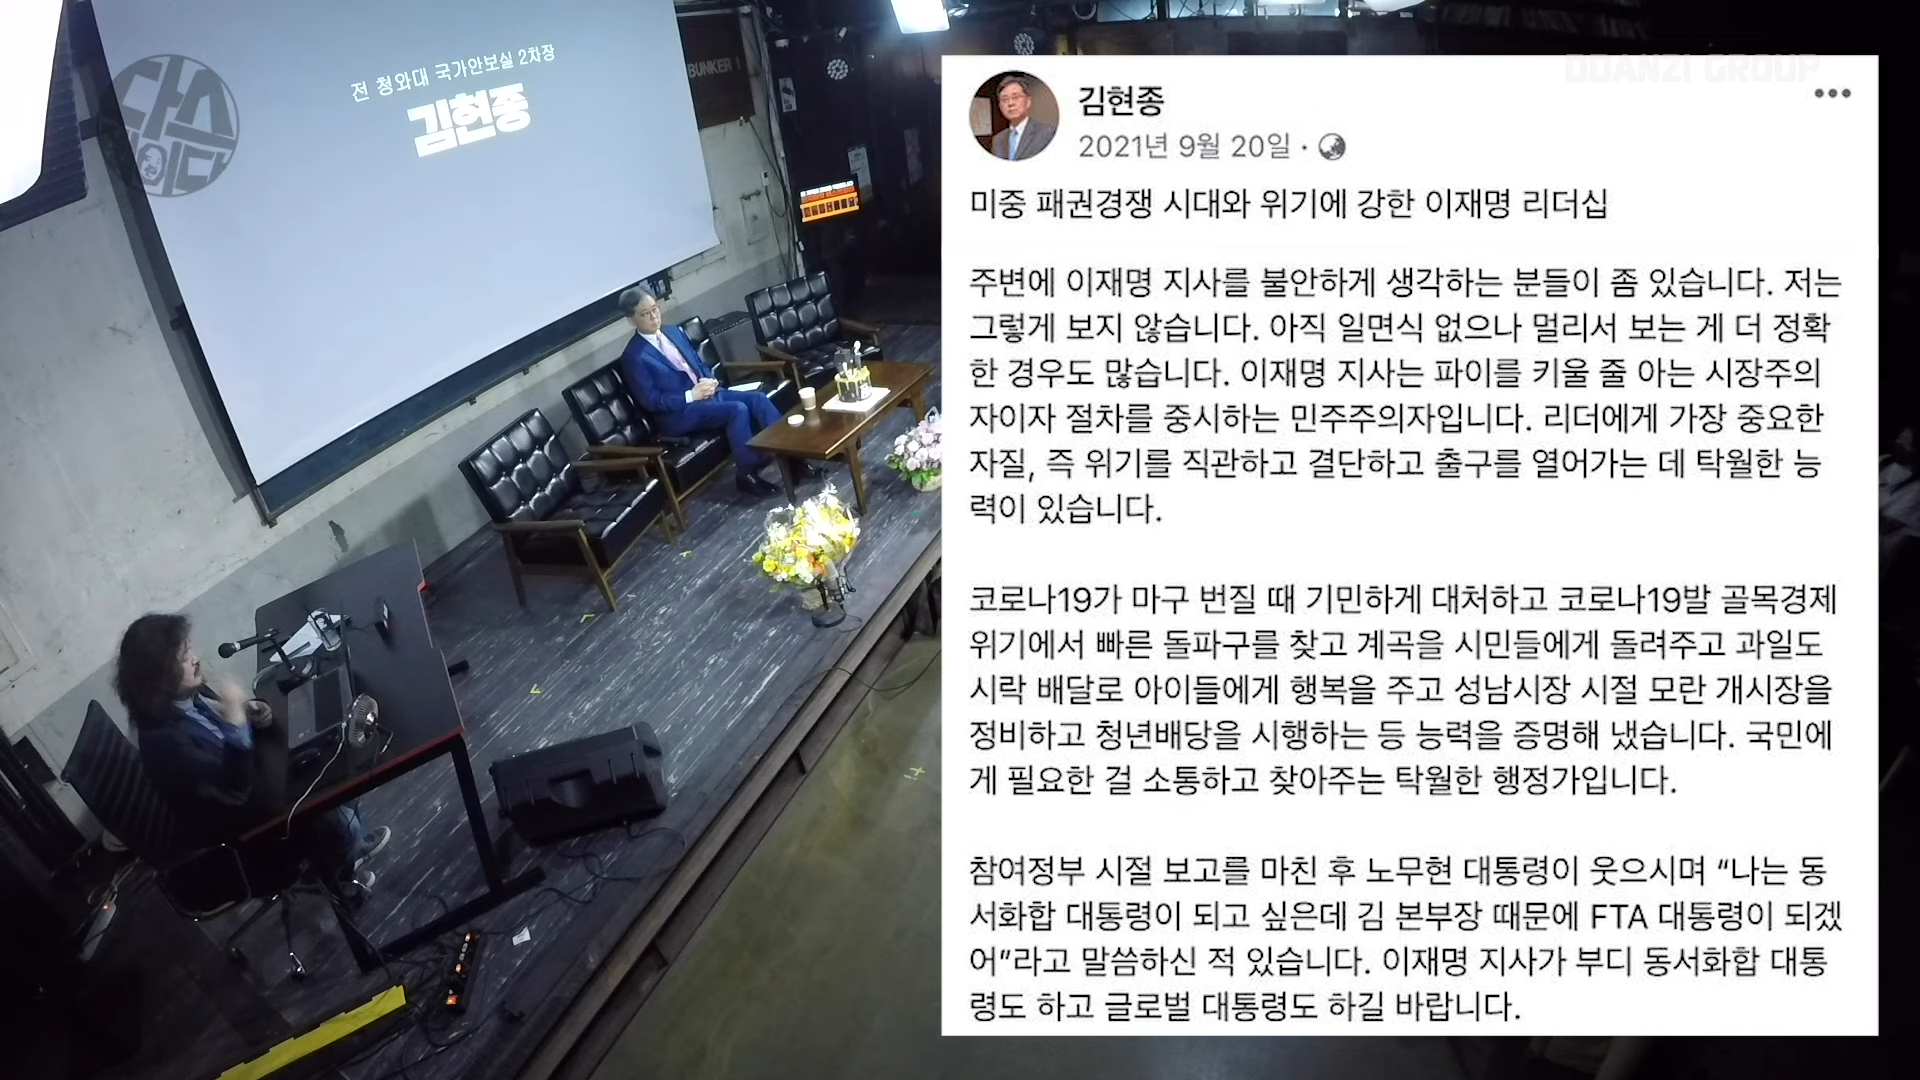 다스
이다
전 청와대 국가안보실 2차장
김현종
BUNKER 1
DDANZI GROUP
김현종
2021년 9월 20일
미중 패권경쟁 시대와 위기에 강한 이재명 리더십
주변에 이재명 지사를 불안하게 생각하는 분들이 좀 있습니다. 저는
그렇게 보지 않습니다. 아직 일면식 없으나 멀리서 보는 게 더 정확
한 경우도 많습니다. 이재명 지사는 파이를 키울 줄 아는 시장주의
자이자 절차를 중시하는 민주주의자입니다. 리더에게 가장 중요한
자질, 즉 위기를 직관하고 결단하고 출구를 열어가는 데 탁월한 능
력이 있습니다.
코로나19가 마구 번질 때 기민하게 대처하고 코로나19발 골목경제
위기에서 빠른 돌파구를 찾고 계곡을 시민들에게 돌려주고 과일도
시락 배달로 아이들에게 행복을 주고 성남시장 시절 모란 개시장을
정비하고 청년배당을 시행하는 등 능력을 증명해 냈습니다. 국민에
게 필요한 걸 소통하고 찾아주는 탁월한 행정가입니다.
참여정부 시절 보고를 마친 후 노무현 대통령이 웃으시며 “나는 동
서화합 대통령이 되고 싶은데 김 본부장 때문에 FTA 대통령이 되겠
어”라고 말씀하신 적 있습니다. 이재명 지사가 부디 동서화합 대통
령도 하고 글로벌 대통령도 하길 바랍니다.